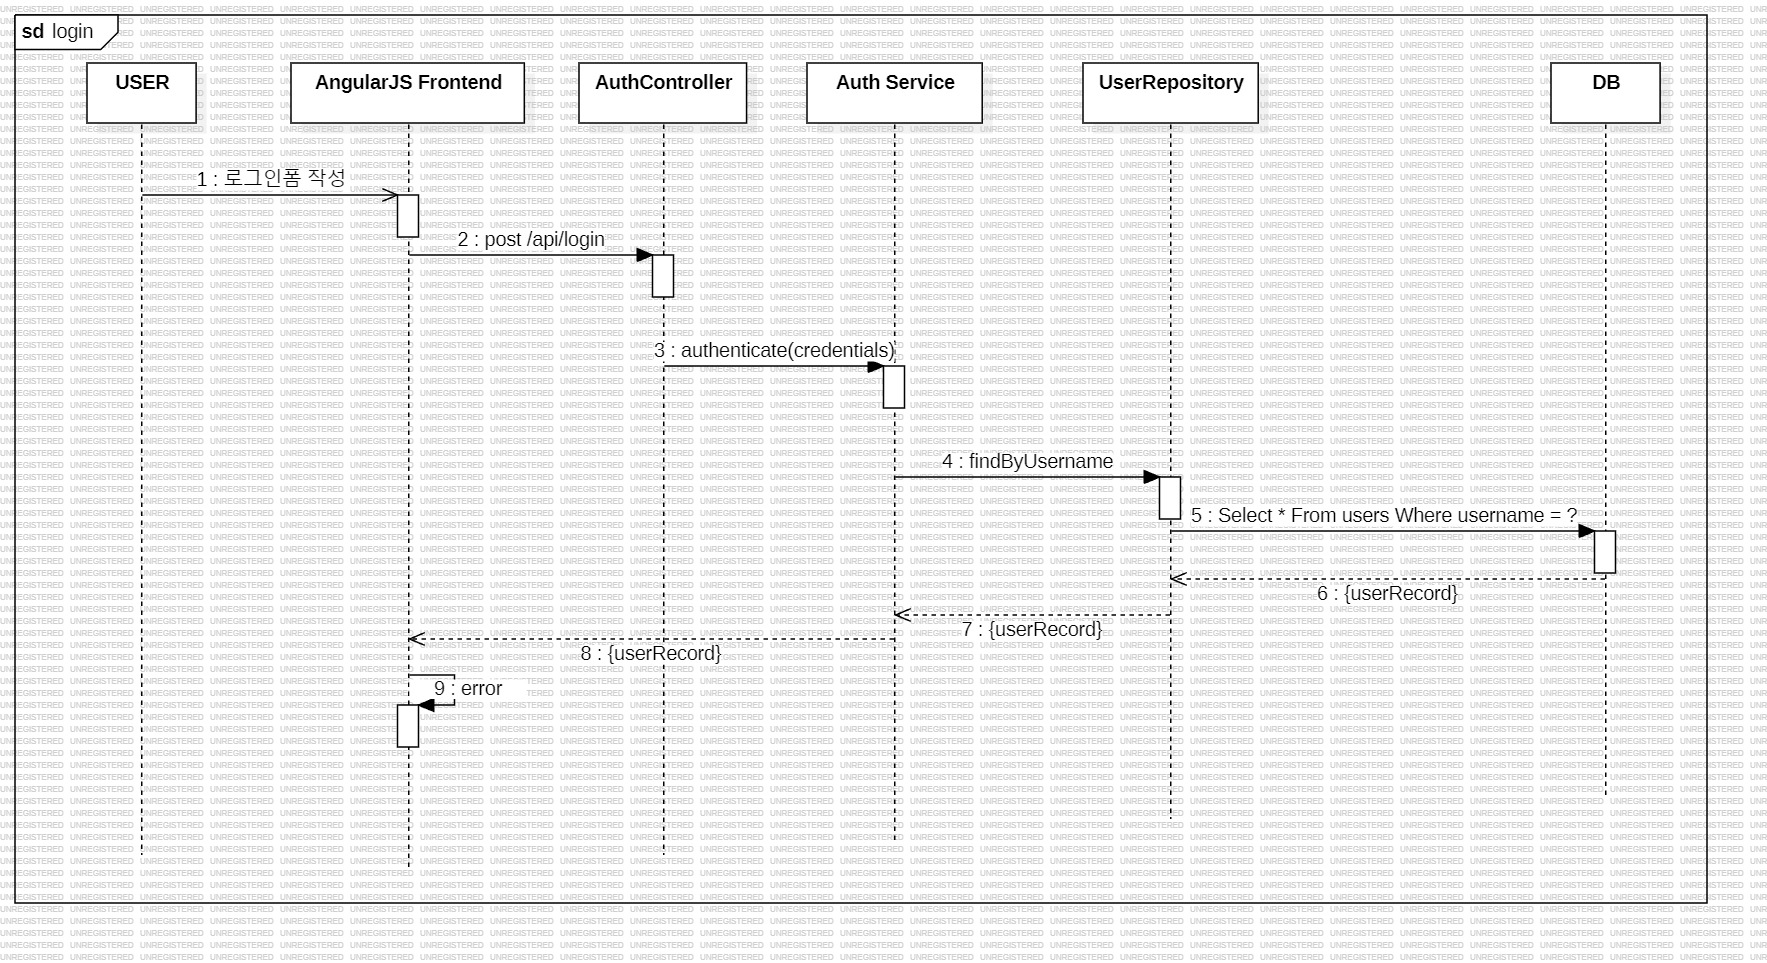 sd login
USER
AngularJS Frontend
AuthController
Auth Service
UserRepository
DB
1 : 로그인폼 작성
2 : post /api/login
3 : authenticate(credentials)
4 : findByUsername
5 : Select * From users Where username = ?
6 : {userRecord}
7 : {userRecord}
8 : {userRecord}
9 : error
UNREGISTERED